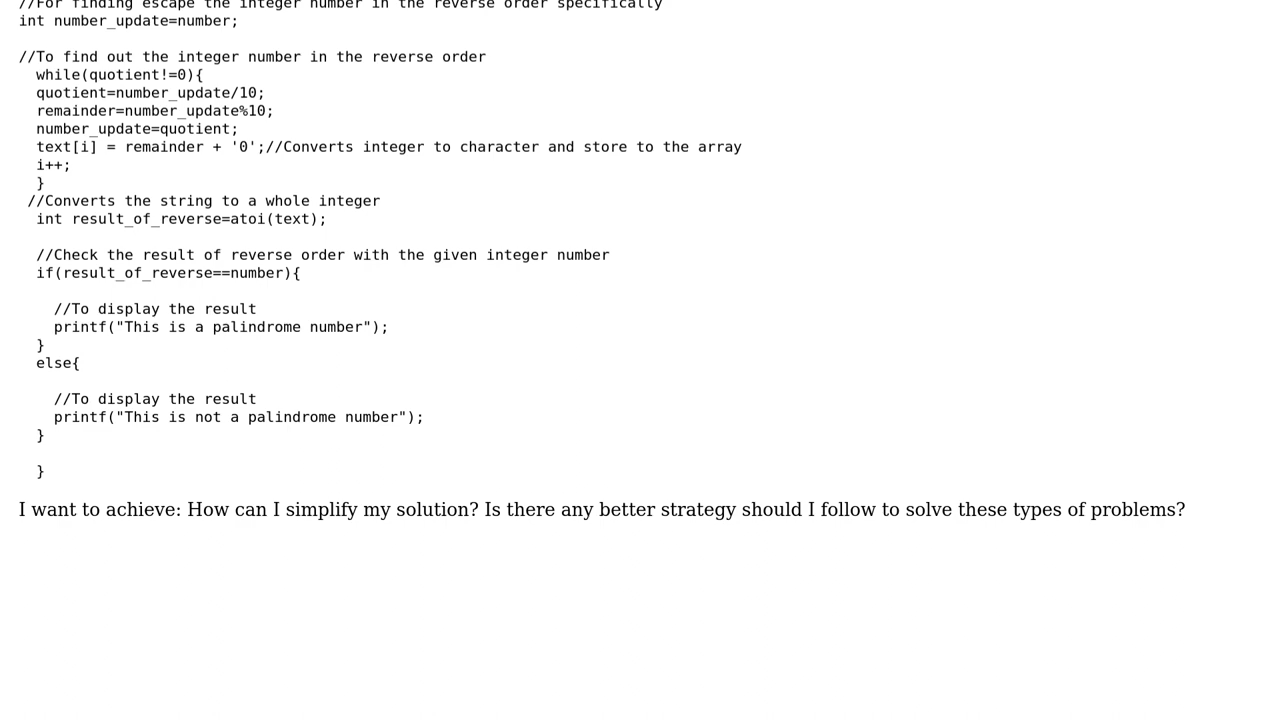 //For finding escape the integer number in the reverse order specifically
int number_update=number;
//To find out the integer number in the reverse order
while(quotient!=0){
quotient=number_update/10;
remainder=number_update%10;
number_update=quotient;
text[i] = remainder + '0';//Converts integer to character and store to the array
i++;
}
//Converts the string to a whole integer
int result_of_reverse=atoi(text);
//Check the result of reverse order with the given integer number
if(result_of_reverse==number){
//To display the result
printf("This is a palindrome number");
}
else{
//To display the result
printf("This is not a palindrome number");
}
}
I want to achieve: How can I simplify my solution? Is there any better strategy should I follow to solve these types of problems?